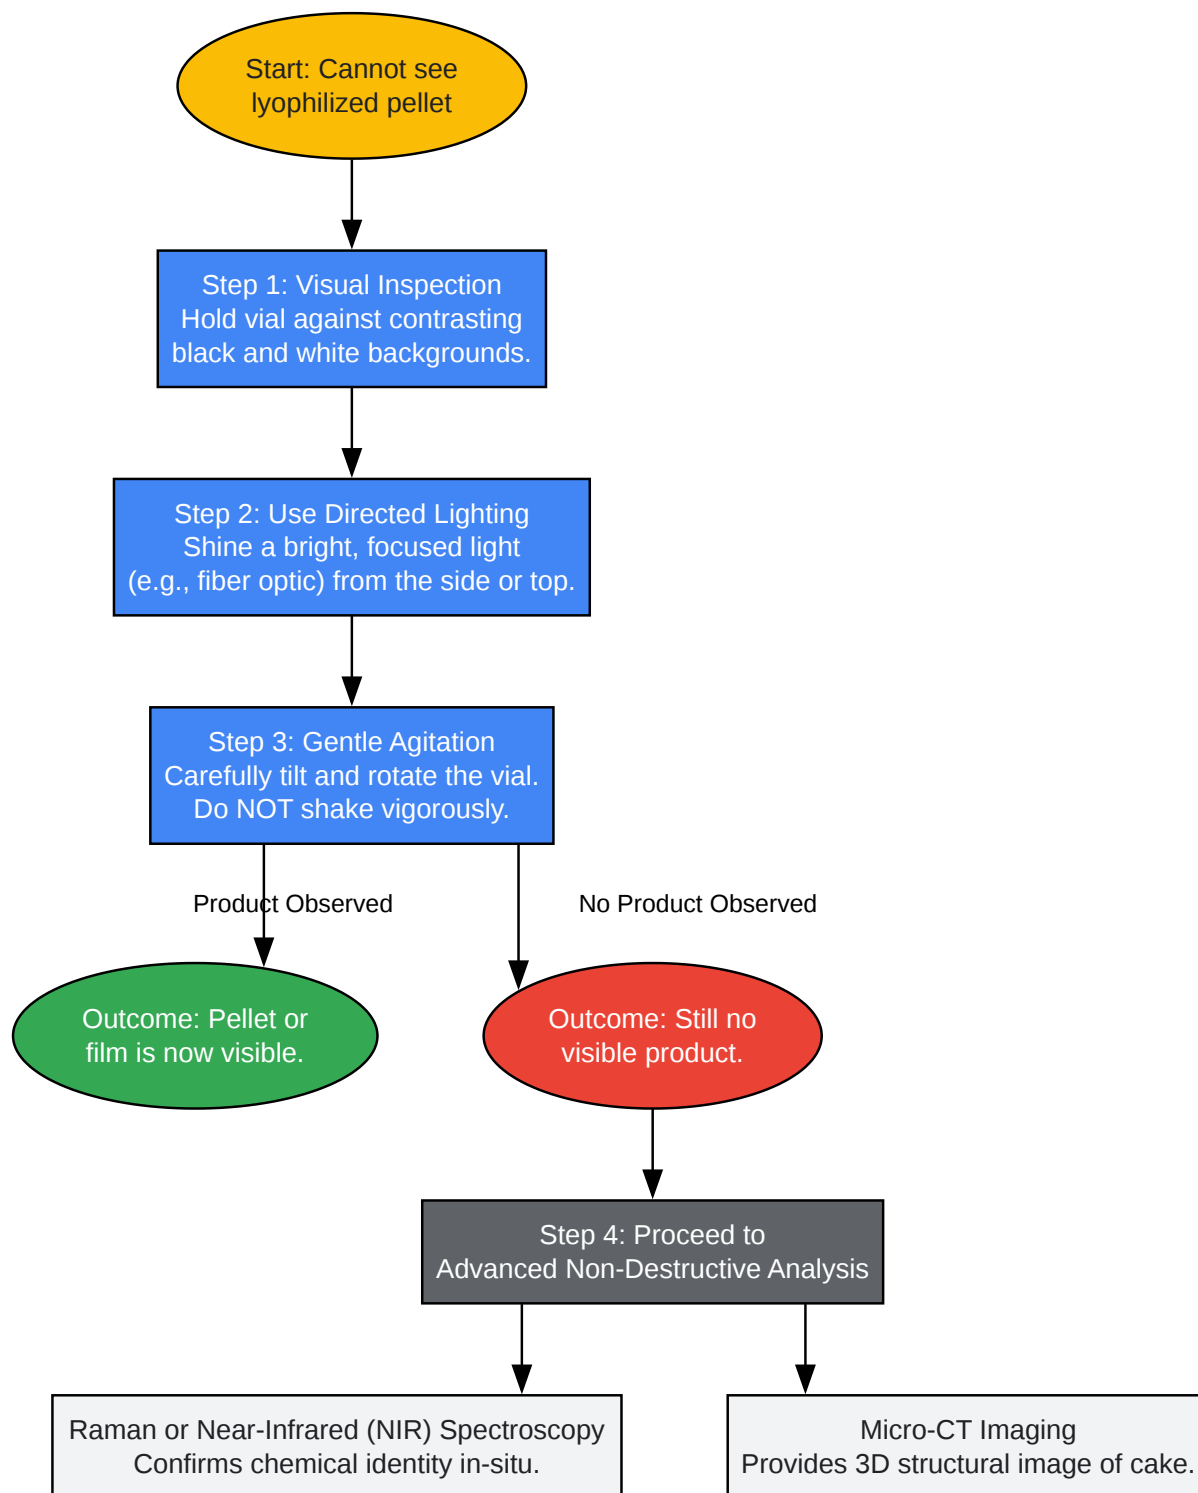 Start: Cannot see
lyophilized pellet
Step 1: Visual Inspection
Hold vial against contrasting
black and white backgrounds.
Step 2: Use Directed Lighting
Shine a bright, focused light
(e.g., fiber optic) from the side or top.
Step 3: Gentle Agitation
Carefully tilt and rotate the vial.
Do NOT shake vigorously.
Product Observed
No Product Observed
Outcome: Pellet or
film is now visible.
Outcome: Still no
visible product.
Step 4: Proceed to
Advanced Non-Destructive Analysis
Raman or Near-Infrared (NIR) Spectroscopy
Confirms chemical identity in-situ.
Micro-CT Imaging
Provides 3D structural image of cake.